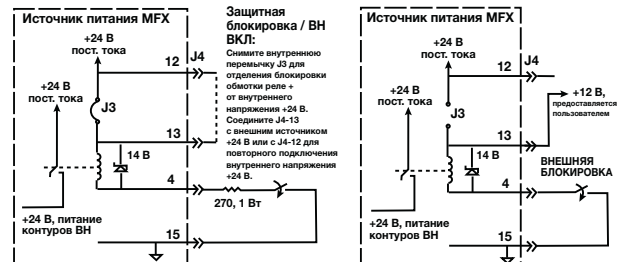 Источник питания MFX
+24 В
пост. тока
12
J4
+24 В
пост. тока
J3
13
14 В
4
270, 1 Вт
+24 В, питание
контуров ВН
15
Защитная
блокировка / ВН
ВКЛ:
Снимите внутреннюю
перемычку J3 для
отделения блокировки
обмотки реле +
от внутреннего
напряжения +24 В.
Соедините J4-13
с внешним источником
+24 В или с J4-12 для
повторного подключения
внутреннего напряжения
+24 В.
Источник питания MFX
+24 В
пост. тока
12
J4
+24 В
пост. тока
+12 В,
предоставляется
пользователем
J3
13
14 В
ВНЕШНЯЯ
БЛОКИРОВКА
4
+24 В, питание
контуров ВН
15